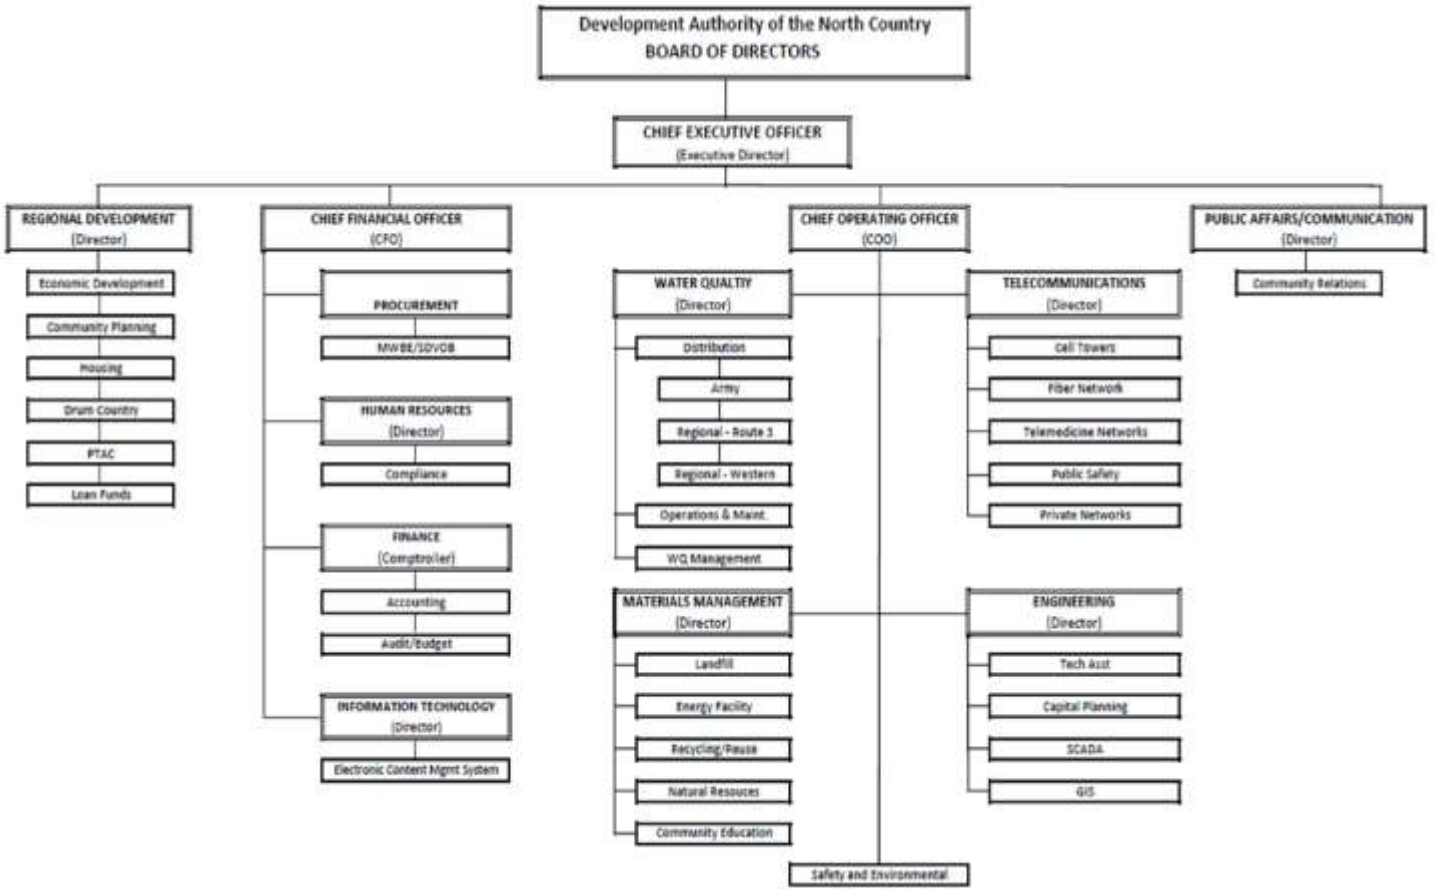 Development Authority of the North Country
BOARD OF DIRECTORS
CHIEF EXECUTIVE OFFICER
(Executive Director)
REGIONAL DEVELOPMENT
(Director)
Economic Development
Community Planning
Housing
Drum Country
PTAC
Loan Funds
CHIEF FINANCIAL OFFICER
(CFO)
PROCUREMENT
MWBE/SDVOB
HUMAN RESOURCES
(Director)
Compliance
FINANCE
(Comptroller)
Accounting
Audit/Budget
INFORMATION TECHNOLOGY
(Director)
Electronic Content Mgmt System
CHIEF OPERATING OFFICER
(COO)
WATER QUALTIY
(Director)
Distribution
Army
Regional - Route 3
Regional - Western
Operations & Maint.
WQ Management
MATERIALS MANAGEMENT
(Director)
Landfill
Energy Facility
Recycling/Reuse
Natural Resouces
Community Education
TELECOMMUNICATIONS
(Director)
Cell Towers
Fiber Network
Telemedicine Networks
Public Safety
Private Networks
ENGINEERING
(Director)
Tech Asst
Capital Planning
SCADA
GIS
Safety and Environmental
PUBLIC AFFAIRS/COMMUNICATION
(Director)
Community Relations